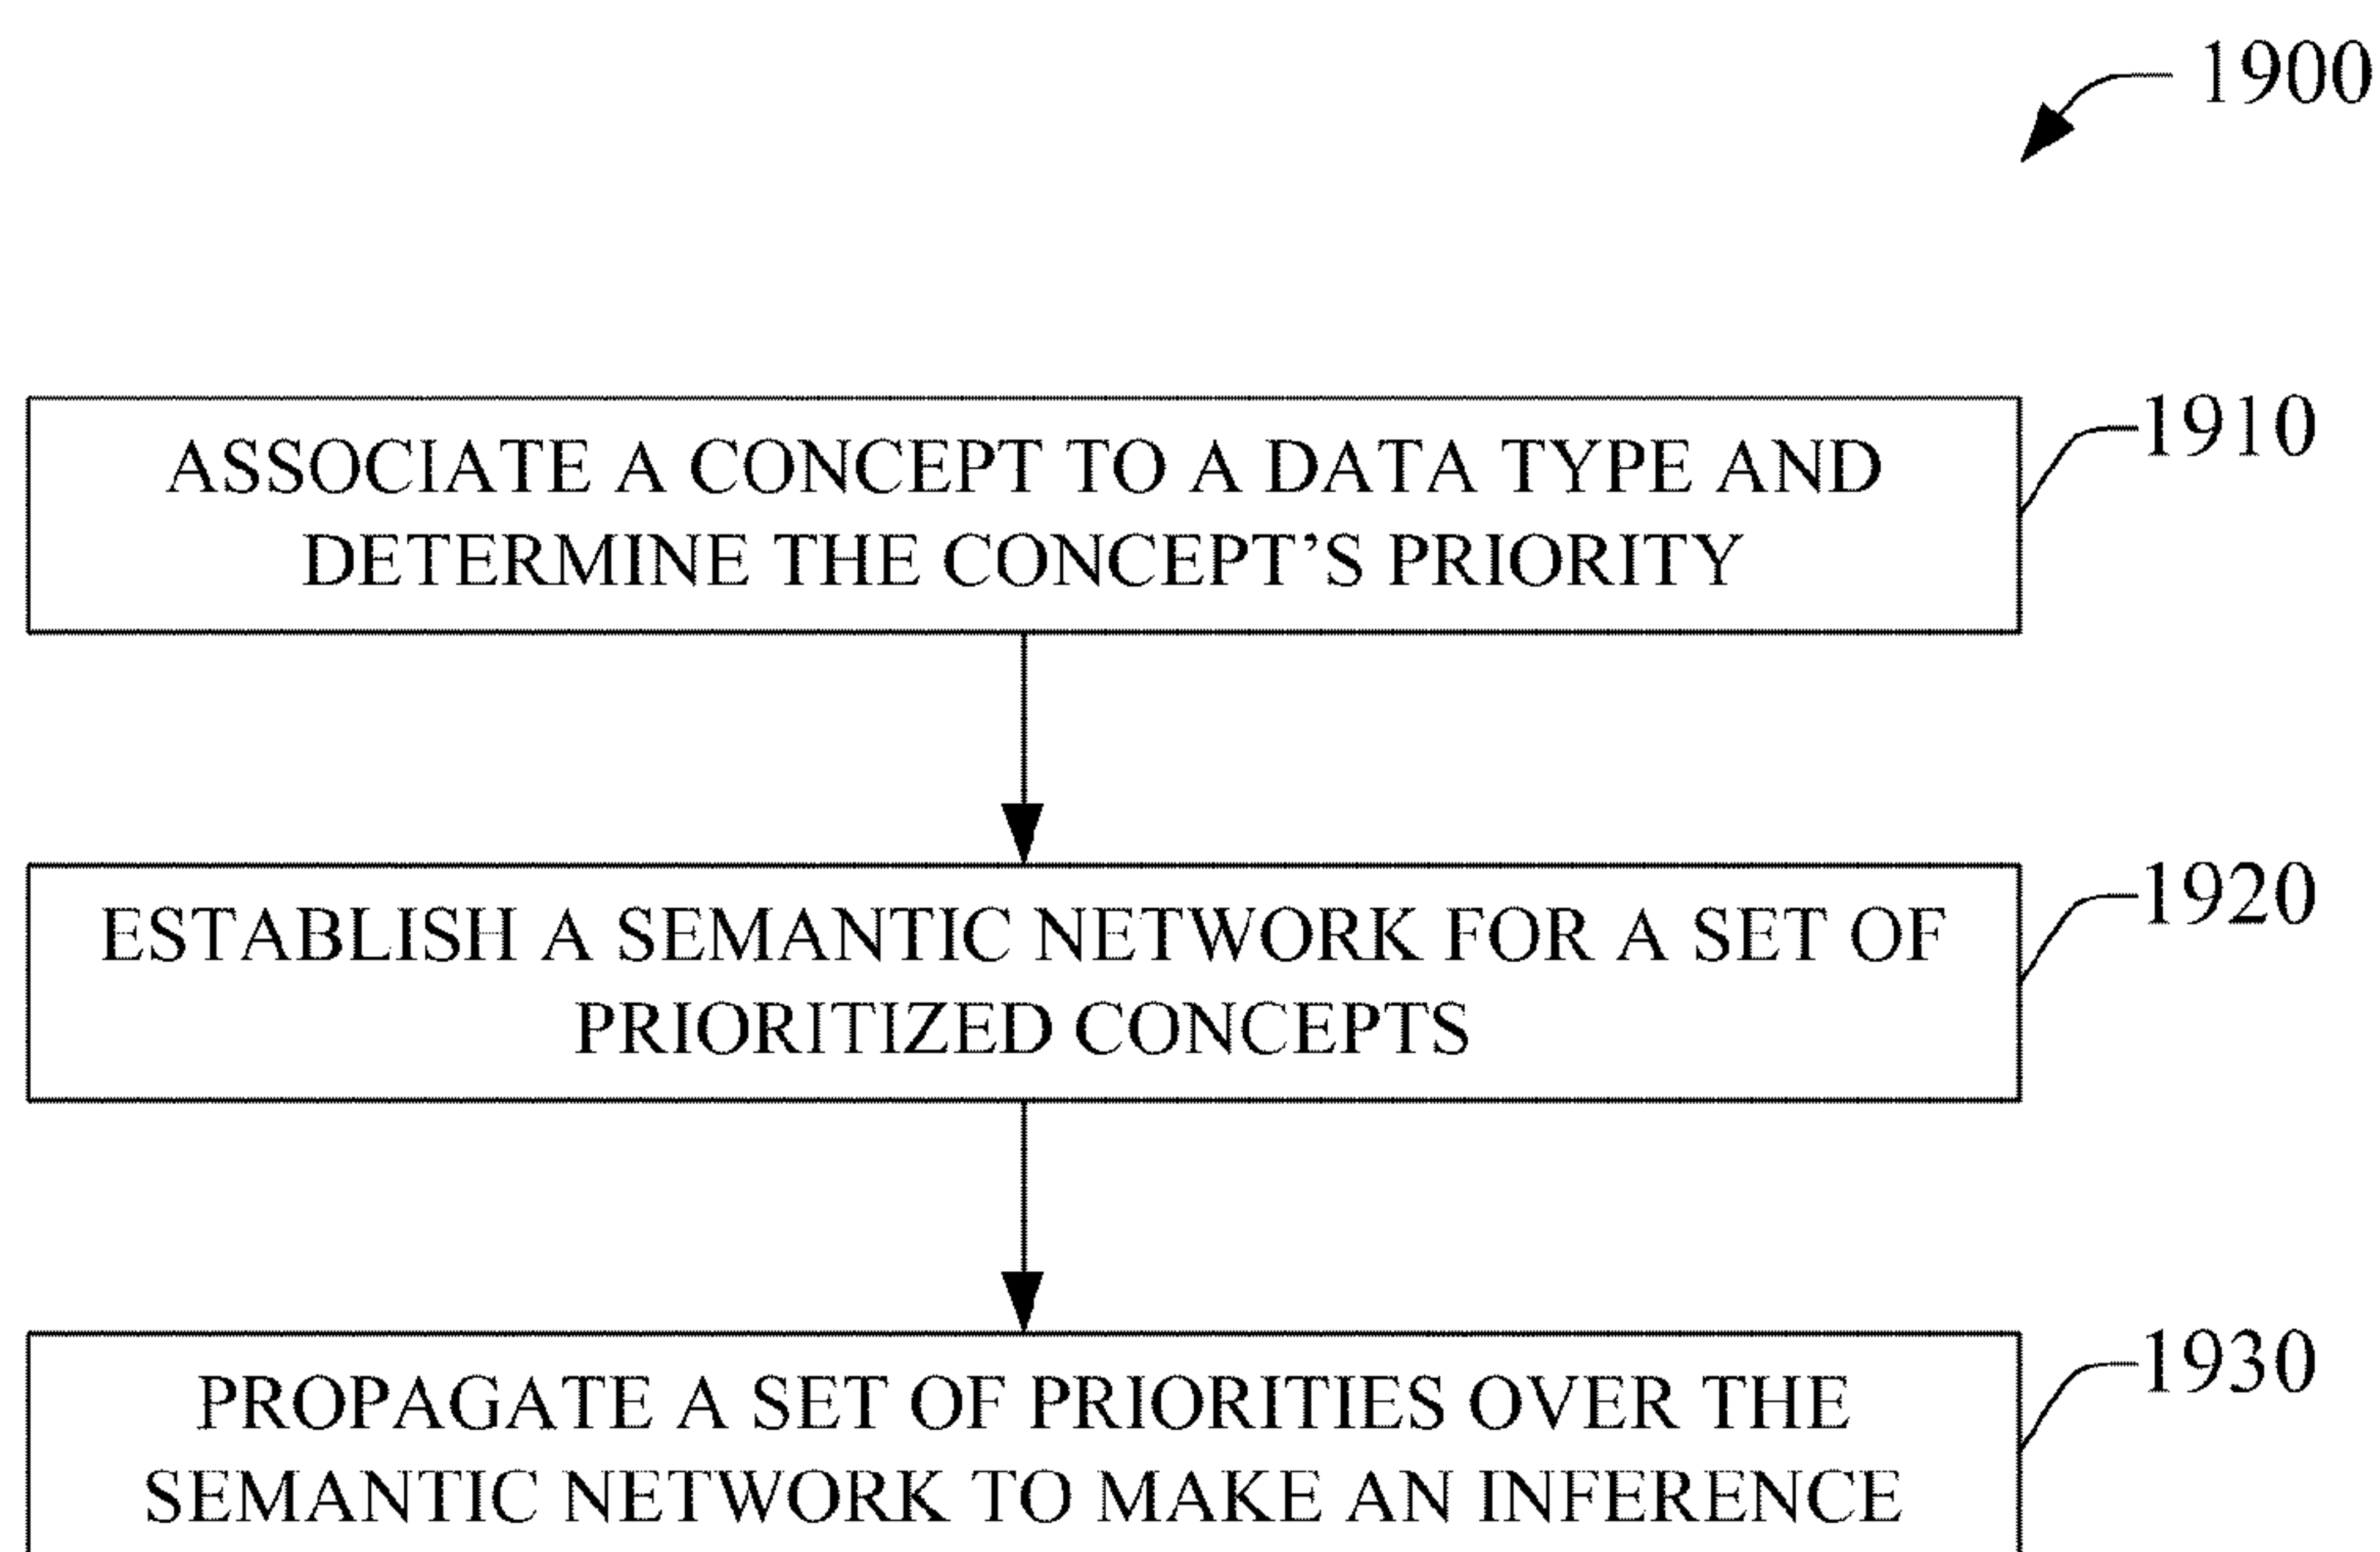 1900
ASSOCIATE A CONCEPT TO A DATA TYPE AND
DETERMINE THE CONCEPT’S PRIORITY
1910
ESTABLISH A SEMANTIC NETWORK FOR A SET OF
PRIORITIZED CONCEPTS
1920
PROPAGATE A SET OF PRIORITIES OVER THE
SEMANTIC NETWORK TO MAKE AN INFERENCE
1930